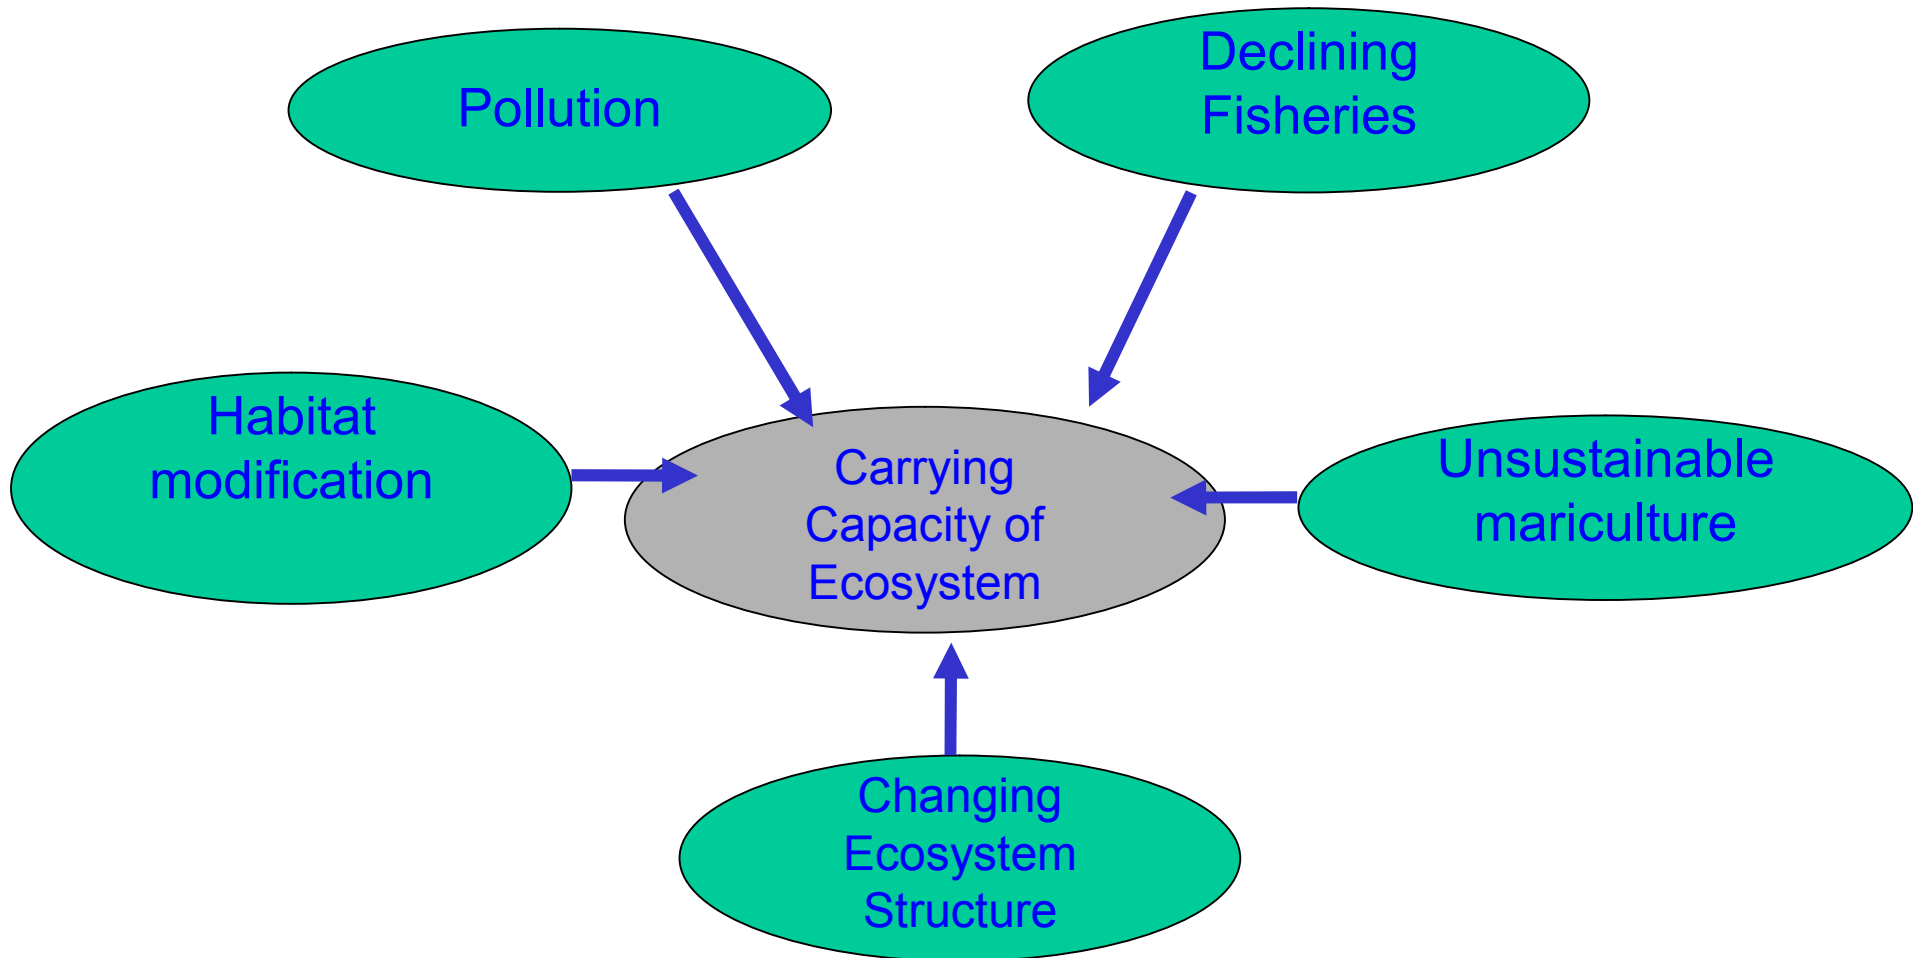 Pollution
Declining
Fisheries
Habitat
modification
Carrying
Capacity of
Ecosystem
Unsustainable
mariculture
Changing
Ecosystem
Structure